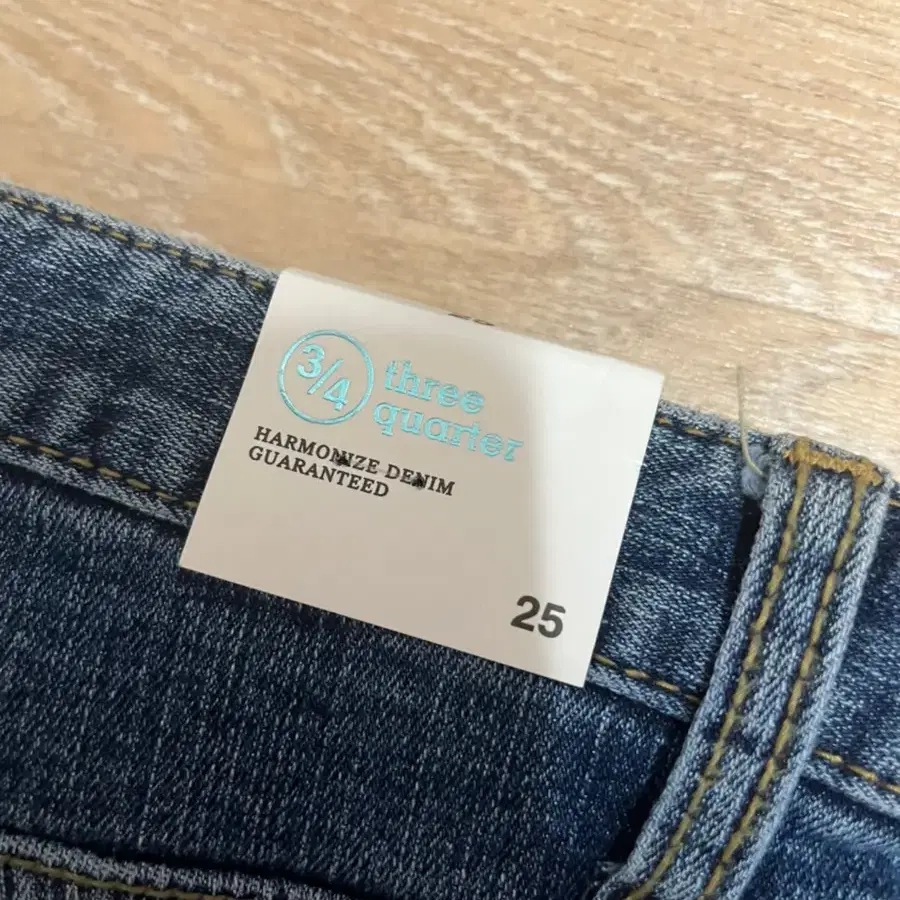 3/4
three
quarter
HARMONIZE DENIM
GUARANTEED
25